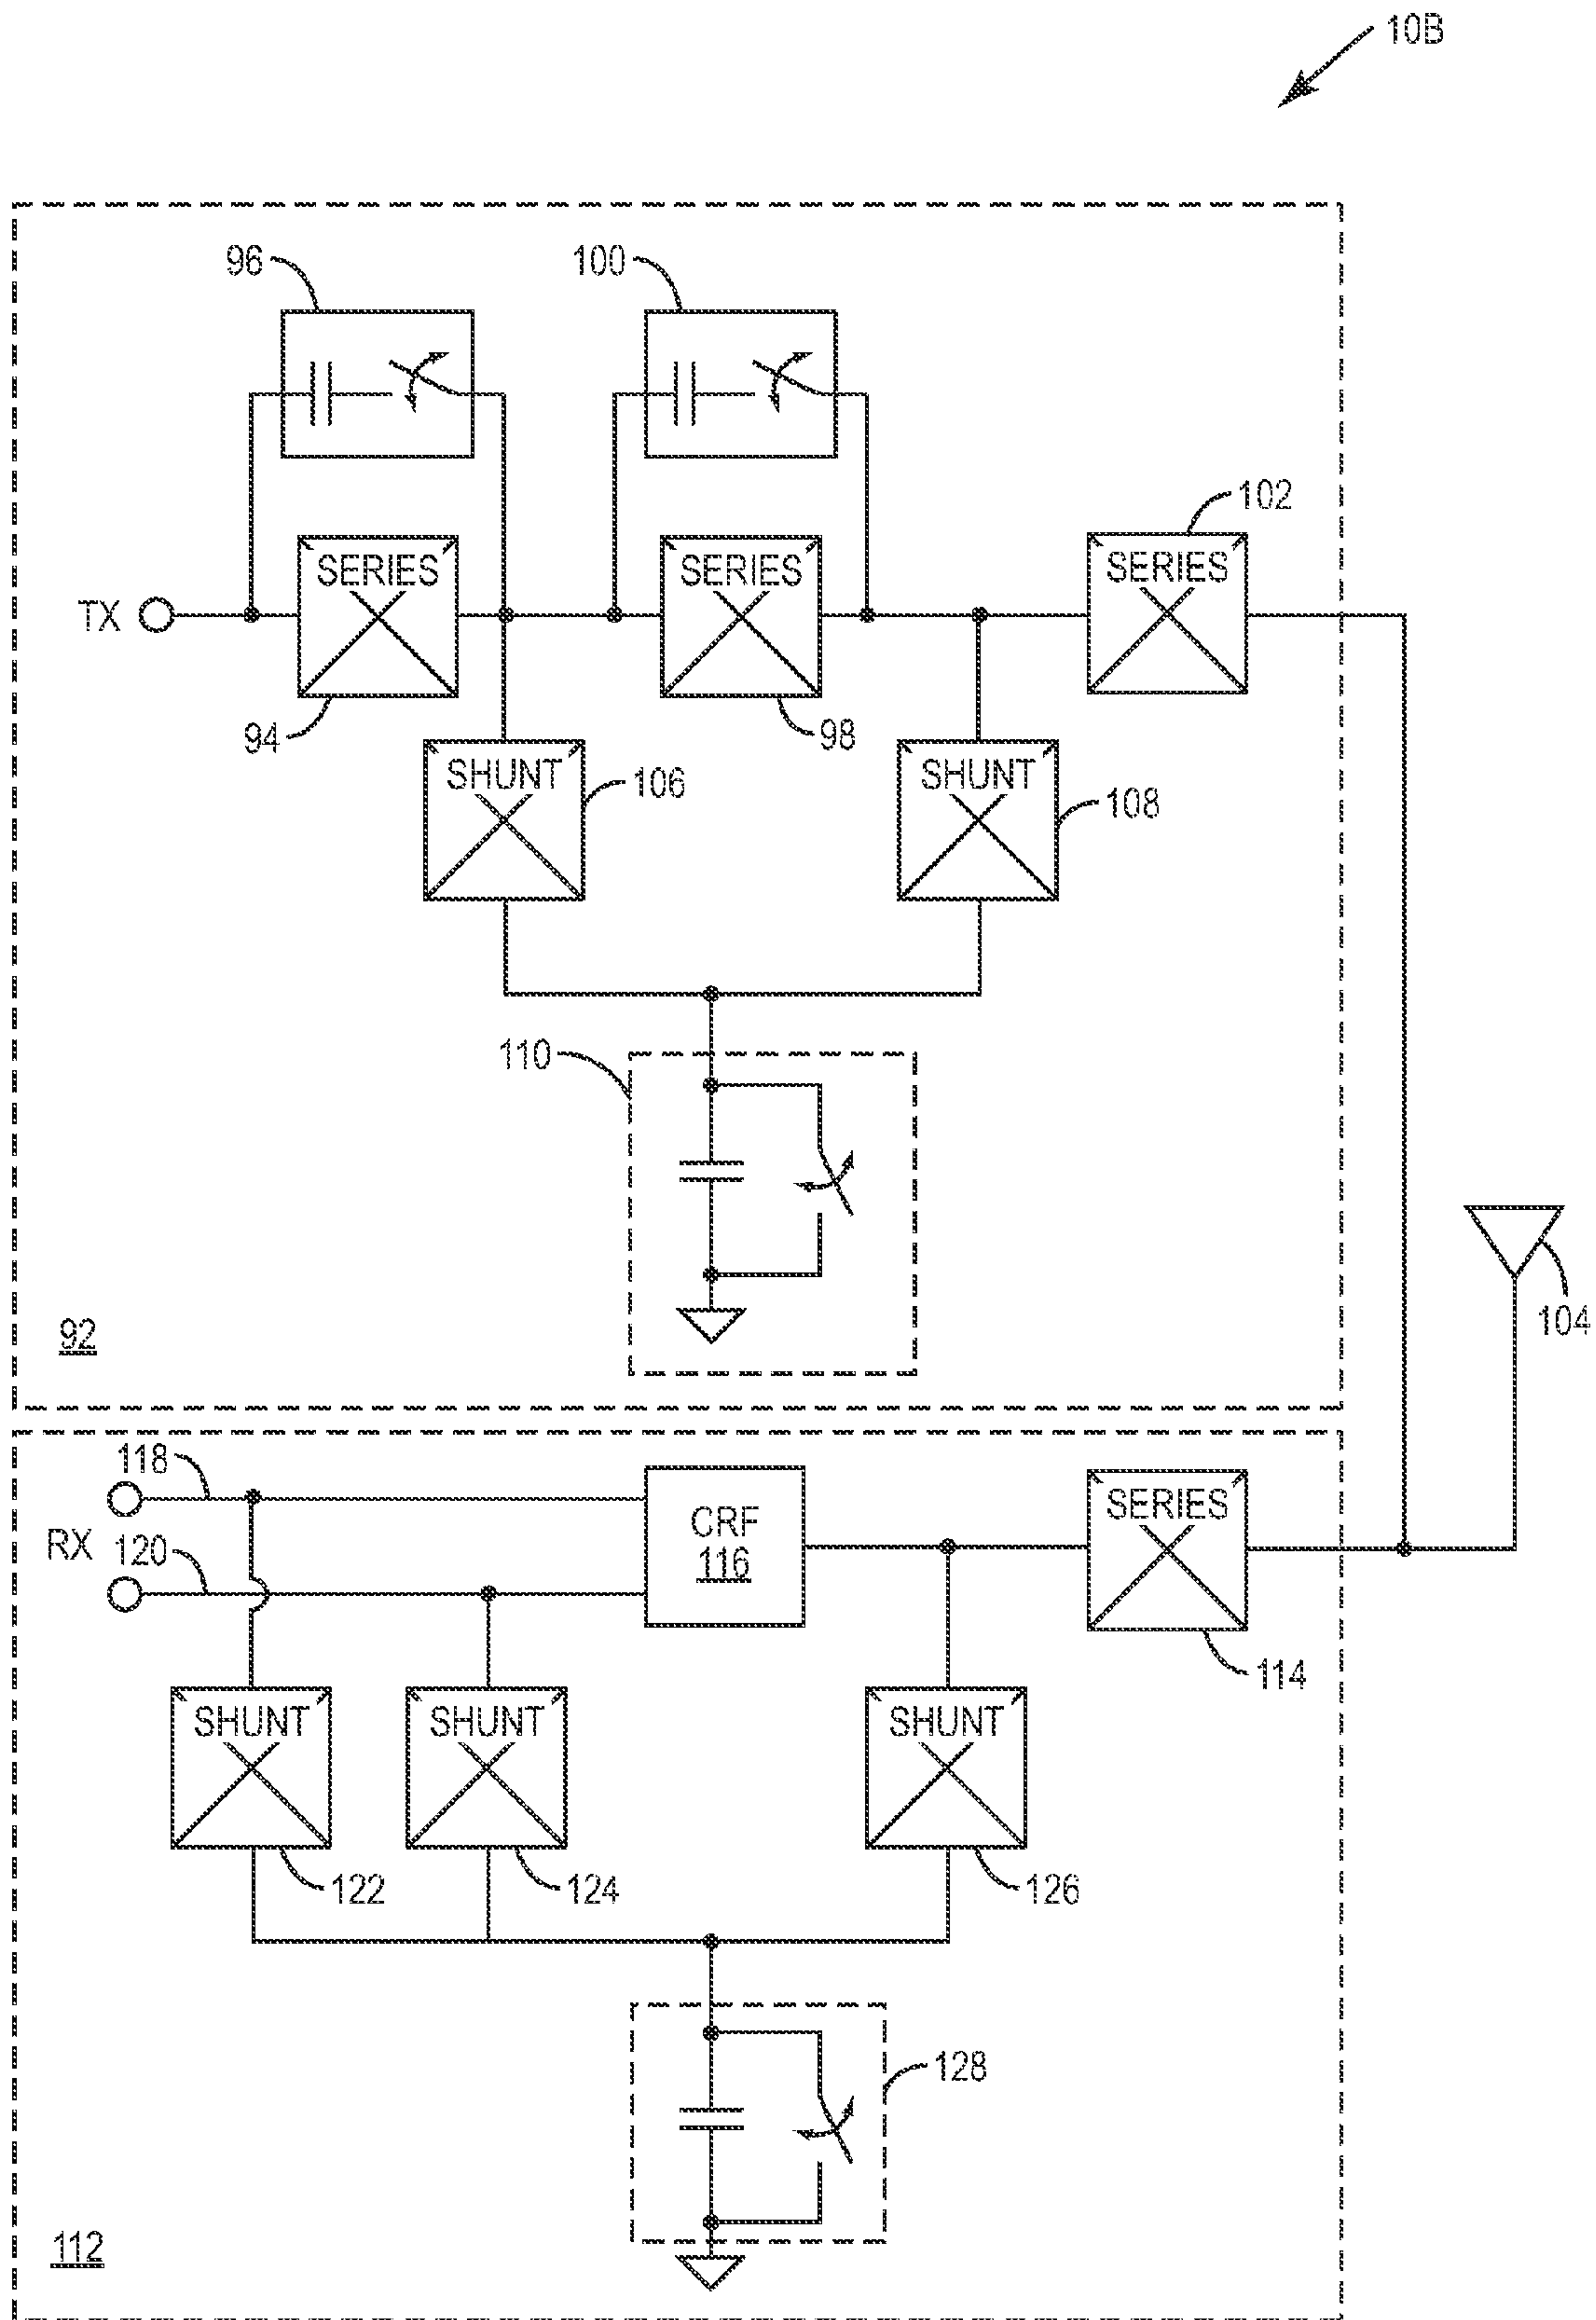 10B
96
100
102
SERIES
SERIES
SERIES
TX
94
98
SHUNT
106
SHUNT
108
110
92
104
118
RX
120
CRF
116
SERIES
114
SHUNT
SHUNT
SHUNT
122
124
126
128
112